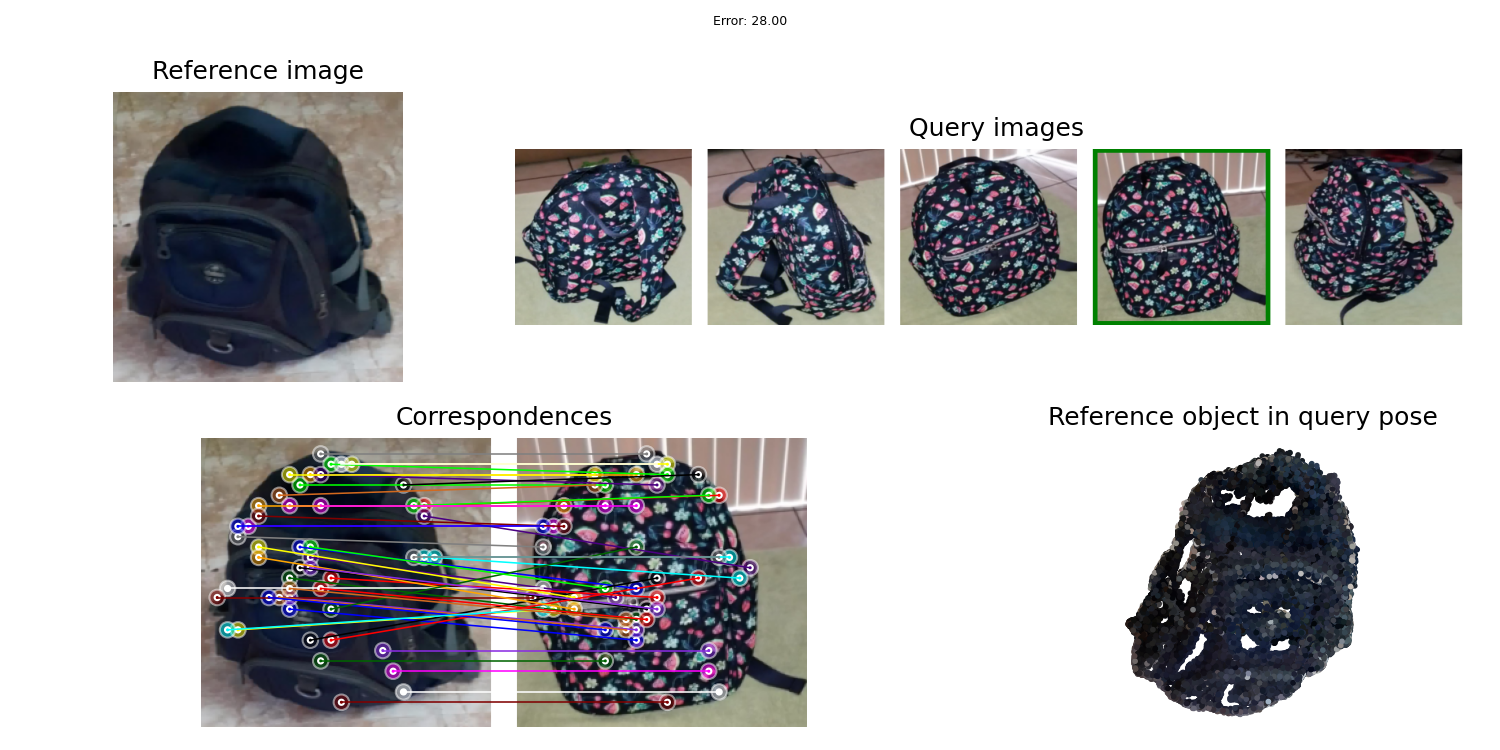 Error: 28.00
Reference image
Query images
Correspondences
Reference object in query pose